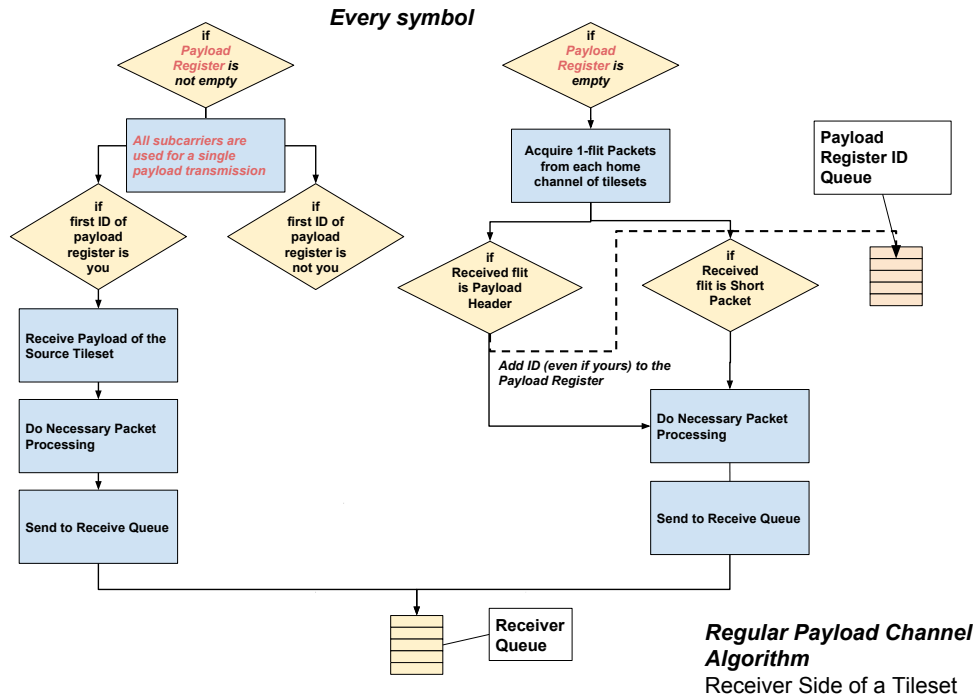 Every symbol
if
Payload
Register is
not empty
All subcarriers are
used for a single
payload transmission
if
first ID of
payload
register is
you
if
first ID of
payload
register is
not you
Receive Payload of the
Source Tileset
Do Necessary Packet
Processing
Send to Receive Queue
if
Payload
Register is
empty
Acquire 1-flit Packets
from each home
channel of tilesets
if
Received flit
is Payload
Header
if
Received
flit is Short
Packet
Payload
Register ID
Queue
Add ID (even if yours) to the
Payload Register
Do Necessary Packet
Processing
Send to Receive Queue
Receiver
Queue
Regular Payload Channel
Algorithm
Receiver Side of a Tileset